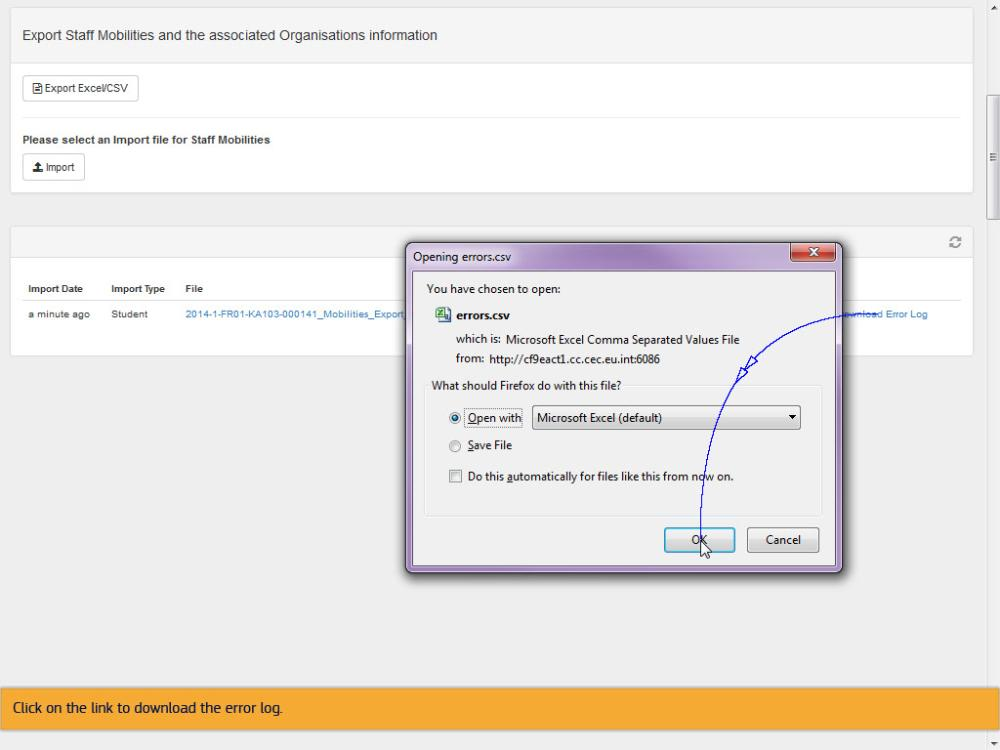 Export Staff Mobilities and the associated Organisations information
Export Excel/CSV
Please select an Import file for Staff Mobilities
Import
Import Date Import Type File
a minute ago Student 2014-1-FR01-KA103-000141_Mobilities_Export Error Log
Opening errors.csv
You have chosen to open:
errors.csv
which is: Microsoft Excel Comma Separated Values File
from: http://cf9eact1.cc.cec.eu.int:6086
What should Firefox do with this file?
Open with Microsoft Excel (default)
Save File
Do this automatically for files like this from now on.
OK Cancel
Click on the link to download the error log.